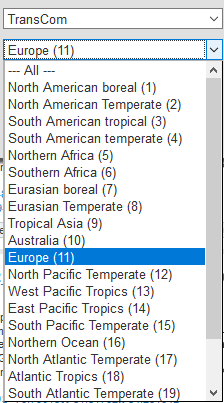 TransCom
Europe (11)
--- All ---
North American boreal (1)
North American Temperate (2)
South American tropical (3)
South American temperate (4)
Northern Africa (5)
Southern Africa (6)
Eurasian boreal (7)
Eurasian Temperate (8)
Tropical Asia (9)
Australia (10)
Europe (11)
North Pacific Temperate (12)
West Pacific Tropics (13)
East Pacific Tropics (14)
South Pacific Temperate (15)
Northern Ocean (16)
North Atlantic Temperate (17)
Atlantic Tropics (18)
South Atlantic Temperate (19)